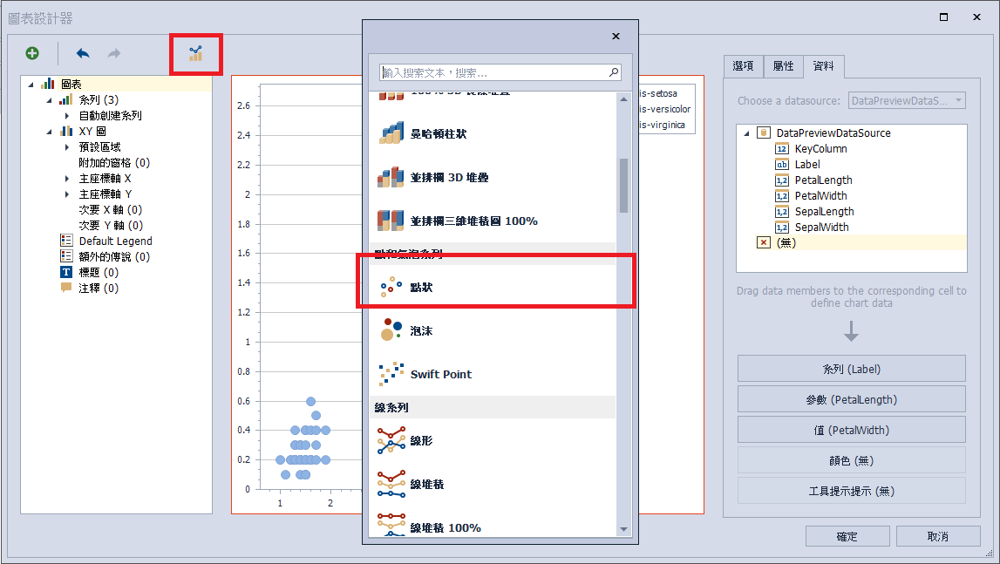 圖表設計器
圖表
系列 (3)
自動創建系列
XY 圖
預設區域
附加的窗格 (0)
主座標軸 X
主座標軸 Y
次要 X 軸 (0)
次要 Y 軸 (0)
Default Legend
額外的傳說 (0)
標題 (0)
注釋 (0)
2.6
2.4
2.2
2
1.8
1.6
1.4
1.2
1
0.8
0.6
0.4
0.2
0
1
2
is-setosa
is-versicolor
is-virginica
輸入搜索文本，搜索...
曼哈頓柱狀
並排欄 3D 堆疊
並排欄三維堆積圖 100%
點和氣泡系列
點狀
泡沫
Swift Point
線系列
線形
線堆積
線堆積 100%
選項
屬性
資料
Choose a datasource:
DataPreviewDataS...
DataPreviewDataSource
KeyColumn
Label
PetalLength
PetalWidth
SepalLength
SepalWidth
(無)
Drag data members to the corresponding cell to
define chart data
系列 (Label)
參數 (PetalLength)
值 (PetalWidth)
顏色 (無)
工具提示提示 (無)
確定
取消